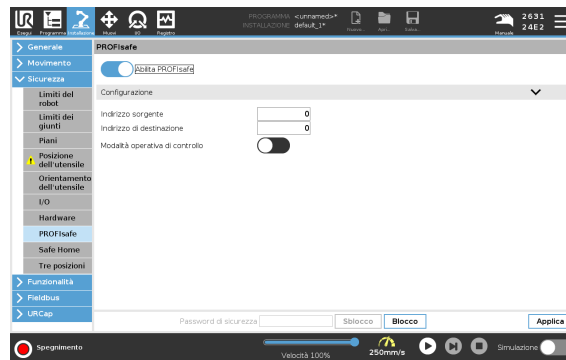 PROGRAMMA <unnamed>*
INSTALLAZIONE default_1*
2631
24E2
Esegui Programma Installazione Muovi I/O Registro Nuovo... Apri... Salva... Manuale
Generale
Movimento
Sicurezza
Limiti del
robot
Limiti dei
giunti
Piani
Posizione
dell'utensile
Orientamento
dell'utensile
I/O
Hardware
PROFIsafe
Safe Home
Tre posizioni
Funzionalità
Fieldbus
URCap
PROFIsafe
Abilita PROFIsafe
Configurazione
Indirizzo sorgente 0
Indirizzo di destinazione 0
Modalità operativa di controllo
Password di sicurezza Sblocco Blocco Applica
Spegnimento
Velocità 100%
250mm/s
Simulazione